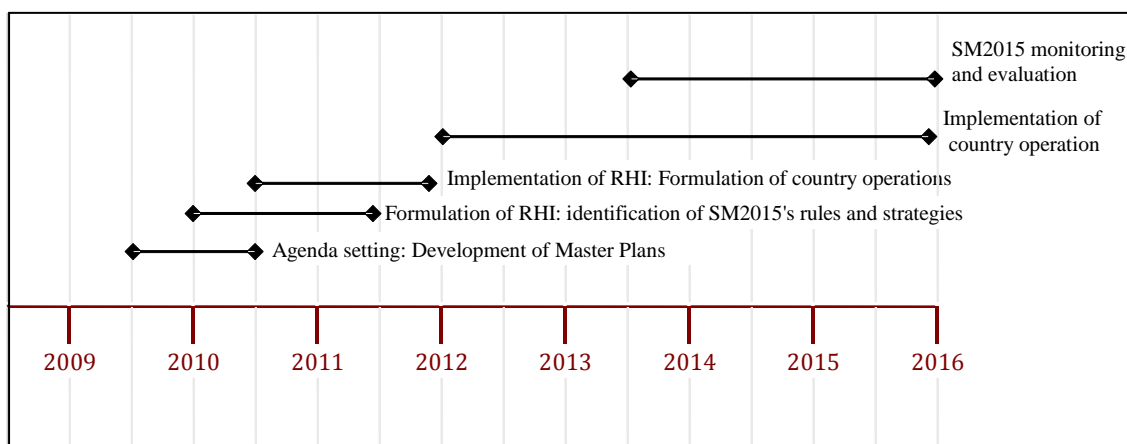 SM2015 monitoring
and evaluation
Implementation of
country operation
Implementation of RHI: Formulation of country operations
Formulation of RHI: identification of SM2015's rules and strategies
Agenda setting: Development of Master Plans
2009 2010 2011 2012 2013 2014 2015 2016